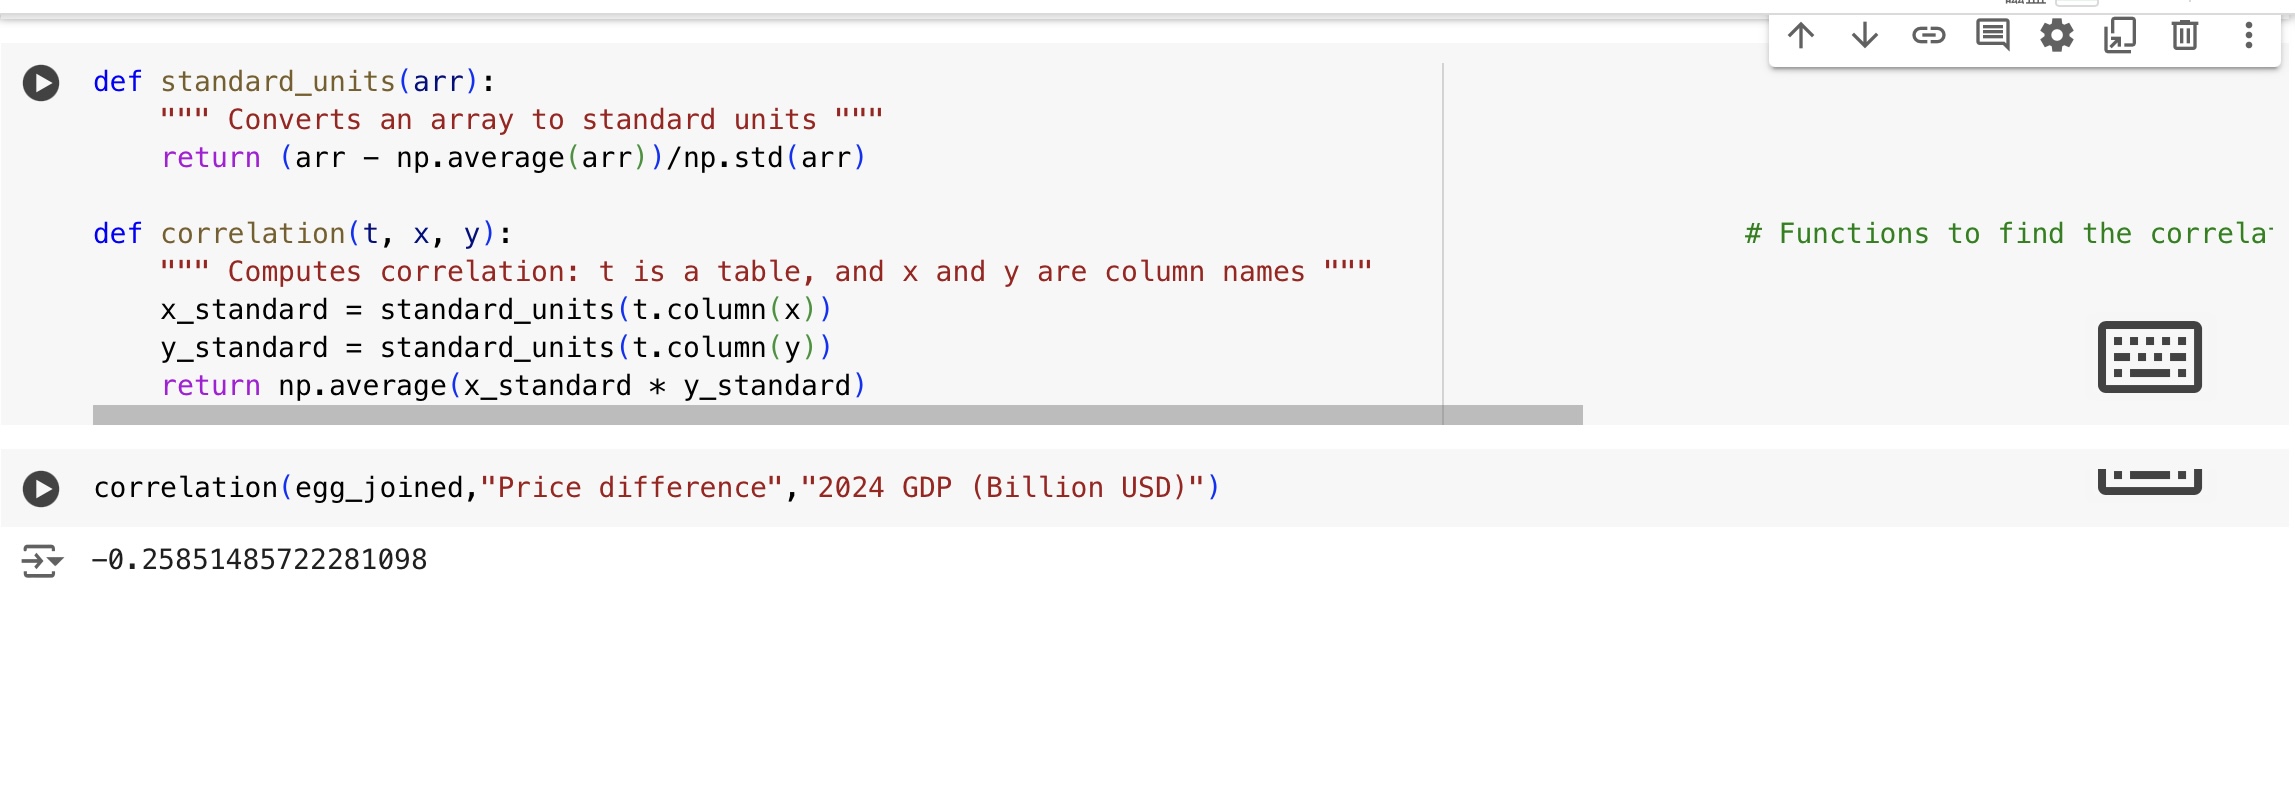 def standard_units(arr):
    """ Converts an array to standard units """
    return (arr - np.average(arr))/np.std(arr)
def correlation(t, x, y): # Functions to find the
    """ Computes correlation: t is a table, and x and y are column names """
    x_standard = standard_units(t.column(x))
    y_standard = standard_units(t.column(y))
    return np.average(x_standard * y_standard)
correlation(egg_joined,"Price difference","2024 GDP (Billion USD)")
-0.25851485722281098